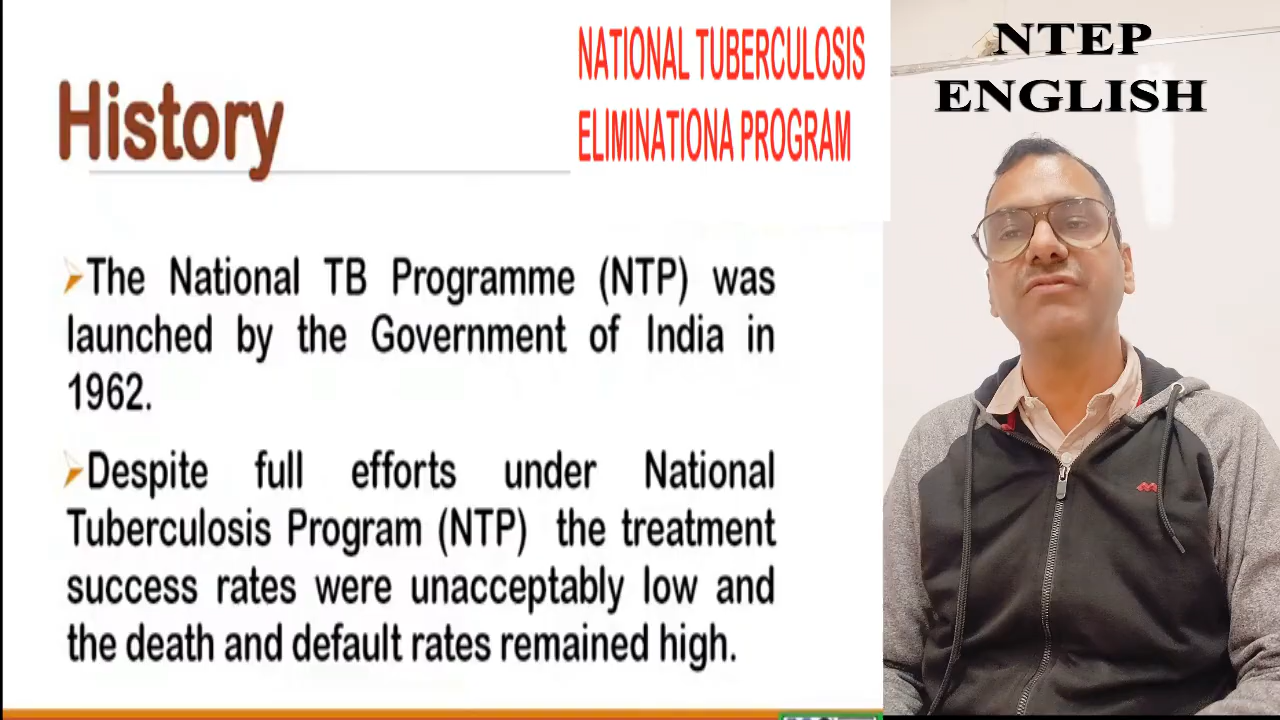 History
NATIONAL TUBERCULOSIS
ELIMINATIONA PROGRAM
NTEP
ENGLISH
The National TB Programme (NTP) was
launched by the Government of India in
1962.
Despite full efforts under National
Tuberculosis Program (NTP) the treatment
success rates were unacceptably low and
the death and default rates remained high.